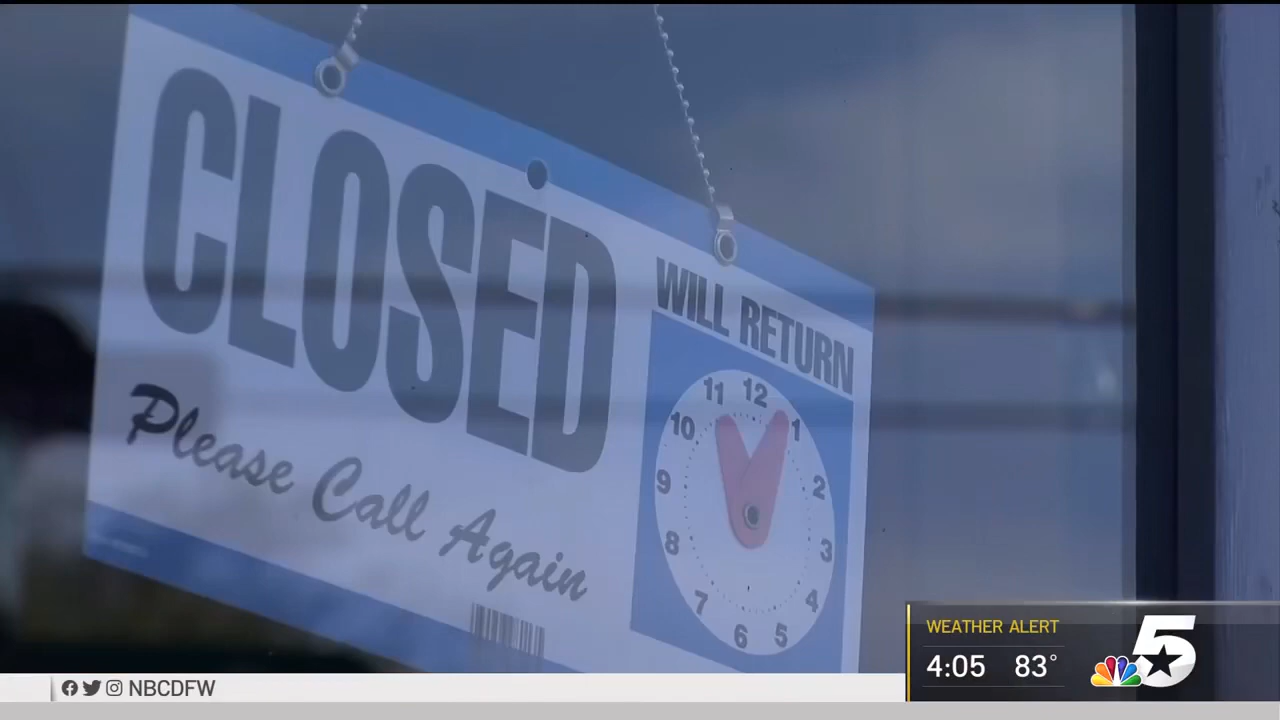 CLOSED
Please Call Again
WILL RETURN
11 12 1
10 2
9 3
8 4
7 6 5
WEATHER ALERT
4:05 83°
5
NBCDFW